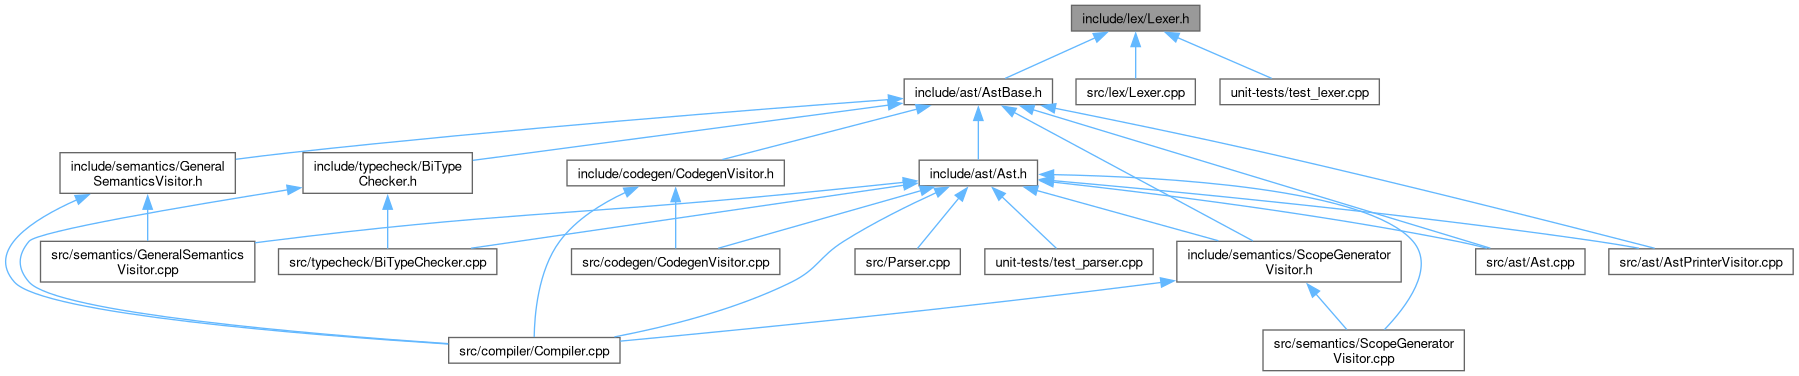 include/lex/Lexer.h
include/ast/AstBase.h
src/lex/Lexer.cpp
unit-tests/test_lexer.cpp
include/semantics/General
SemanticsVisitor.h
include/typecheck/BiType
Checker.h
include/codegen/CodegenVisitor.h
include/ast/Ast.h
src/semantics/GeneralSemantics
Visitor.cpp
src/typecheck/BiTypeChecker.cpp
src/codegen/CodegenVisitor.cpp
src/Parser.cpp
unit-tests/test_parser.cpp
include/semantics/ScopeGenerator
Visitor.h
src/ast/Ast.cpp
src/ast/AstPrinterVisitor.cpp
src/compiler/Compiler.cpp
src/semantics/ScopeGenerator
Visitor.cpp